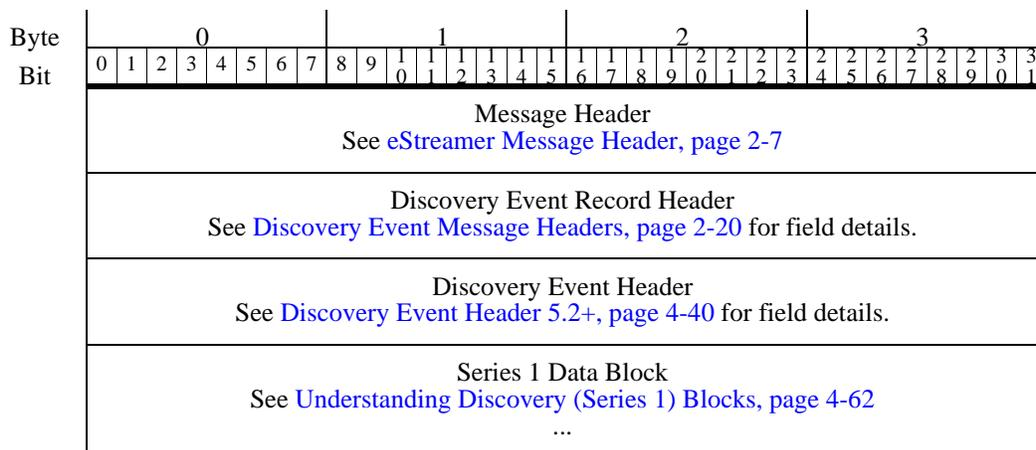 Byte 0 1 2 3
Bit 0 1 2 3 4 5 6 7 8 9 10 11 12 13 14 15 16 17 18 19 20 21 22 23 24 25 26 27 28 29 30 31
Message Header
See eStreamer Message Header, page 2-7
Discovery Event Record Header
See Discovery Event Message Headers, page 2-20 for field details.
Discovery Event Header
See Discovery Event Header 5.2+, page 4-40 for field details.
Series 1 Data Block
See Understanding Discovery (Series 1) Blocks, page 4-62
...